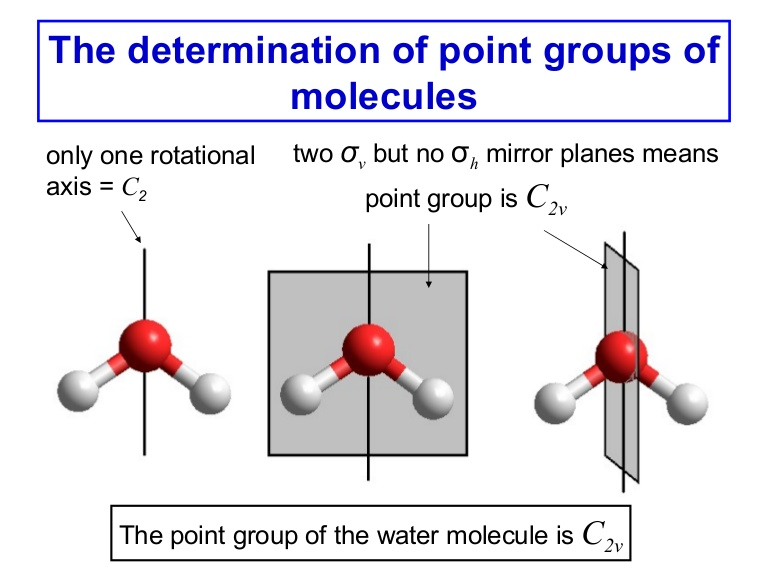 The determination of point groups of
molecules
only one rotational
axis = C₂
two σᵥ but no σₕ mirror planes means
point group is C₂ᵥ
The point group of the water molecule is C₂ᵥ